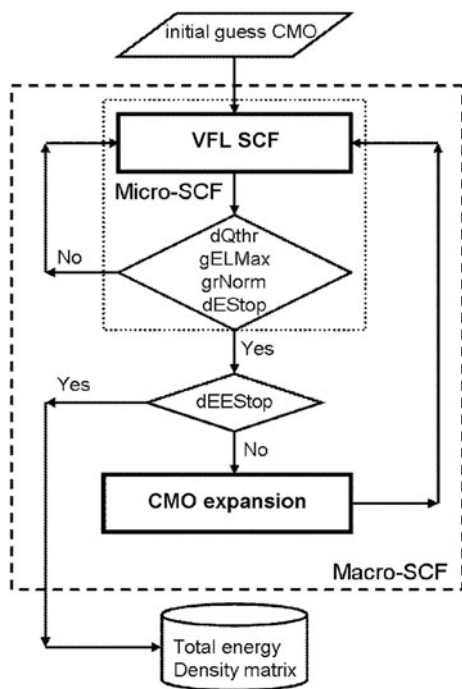 initial guess CMO
VFL SCF
Micro-SCF
dQthr
gELMax
grNorm
dEStop
No
Yes
Yes
dEEStop
No
CMO expansion
Macro-SCF
Total energy
Density matrix